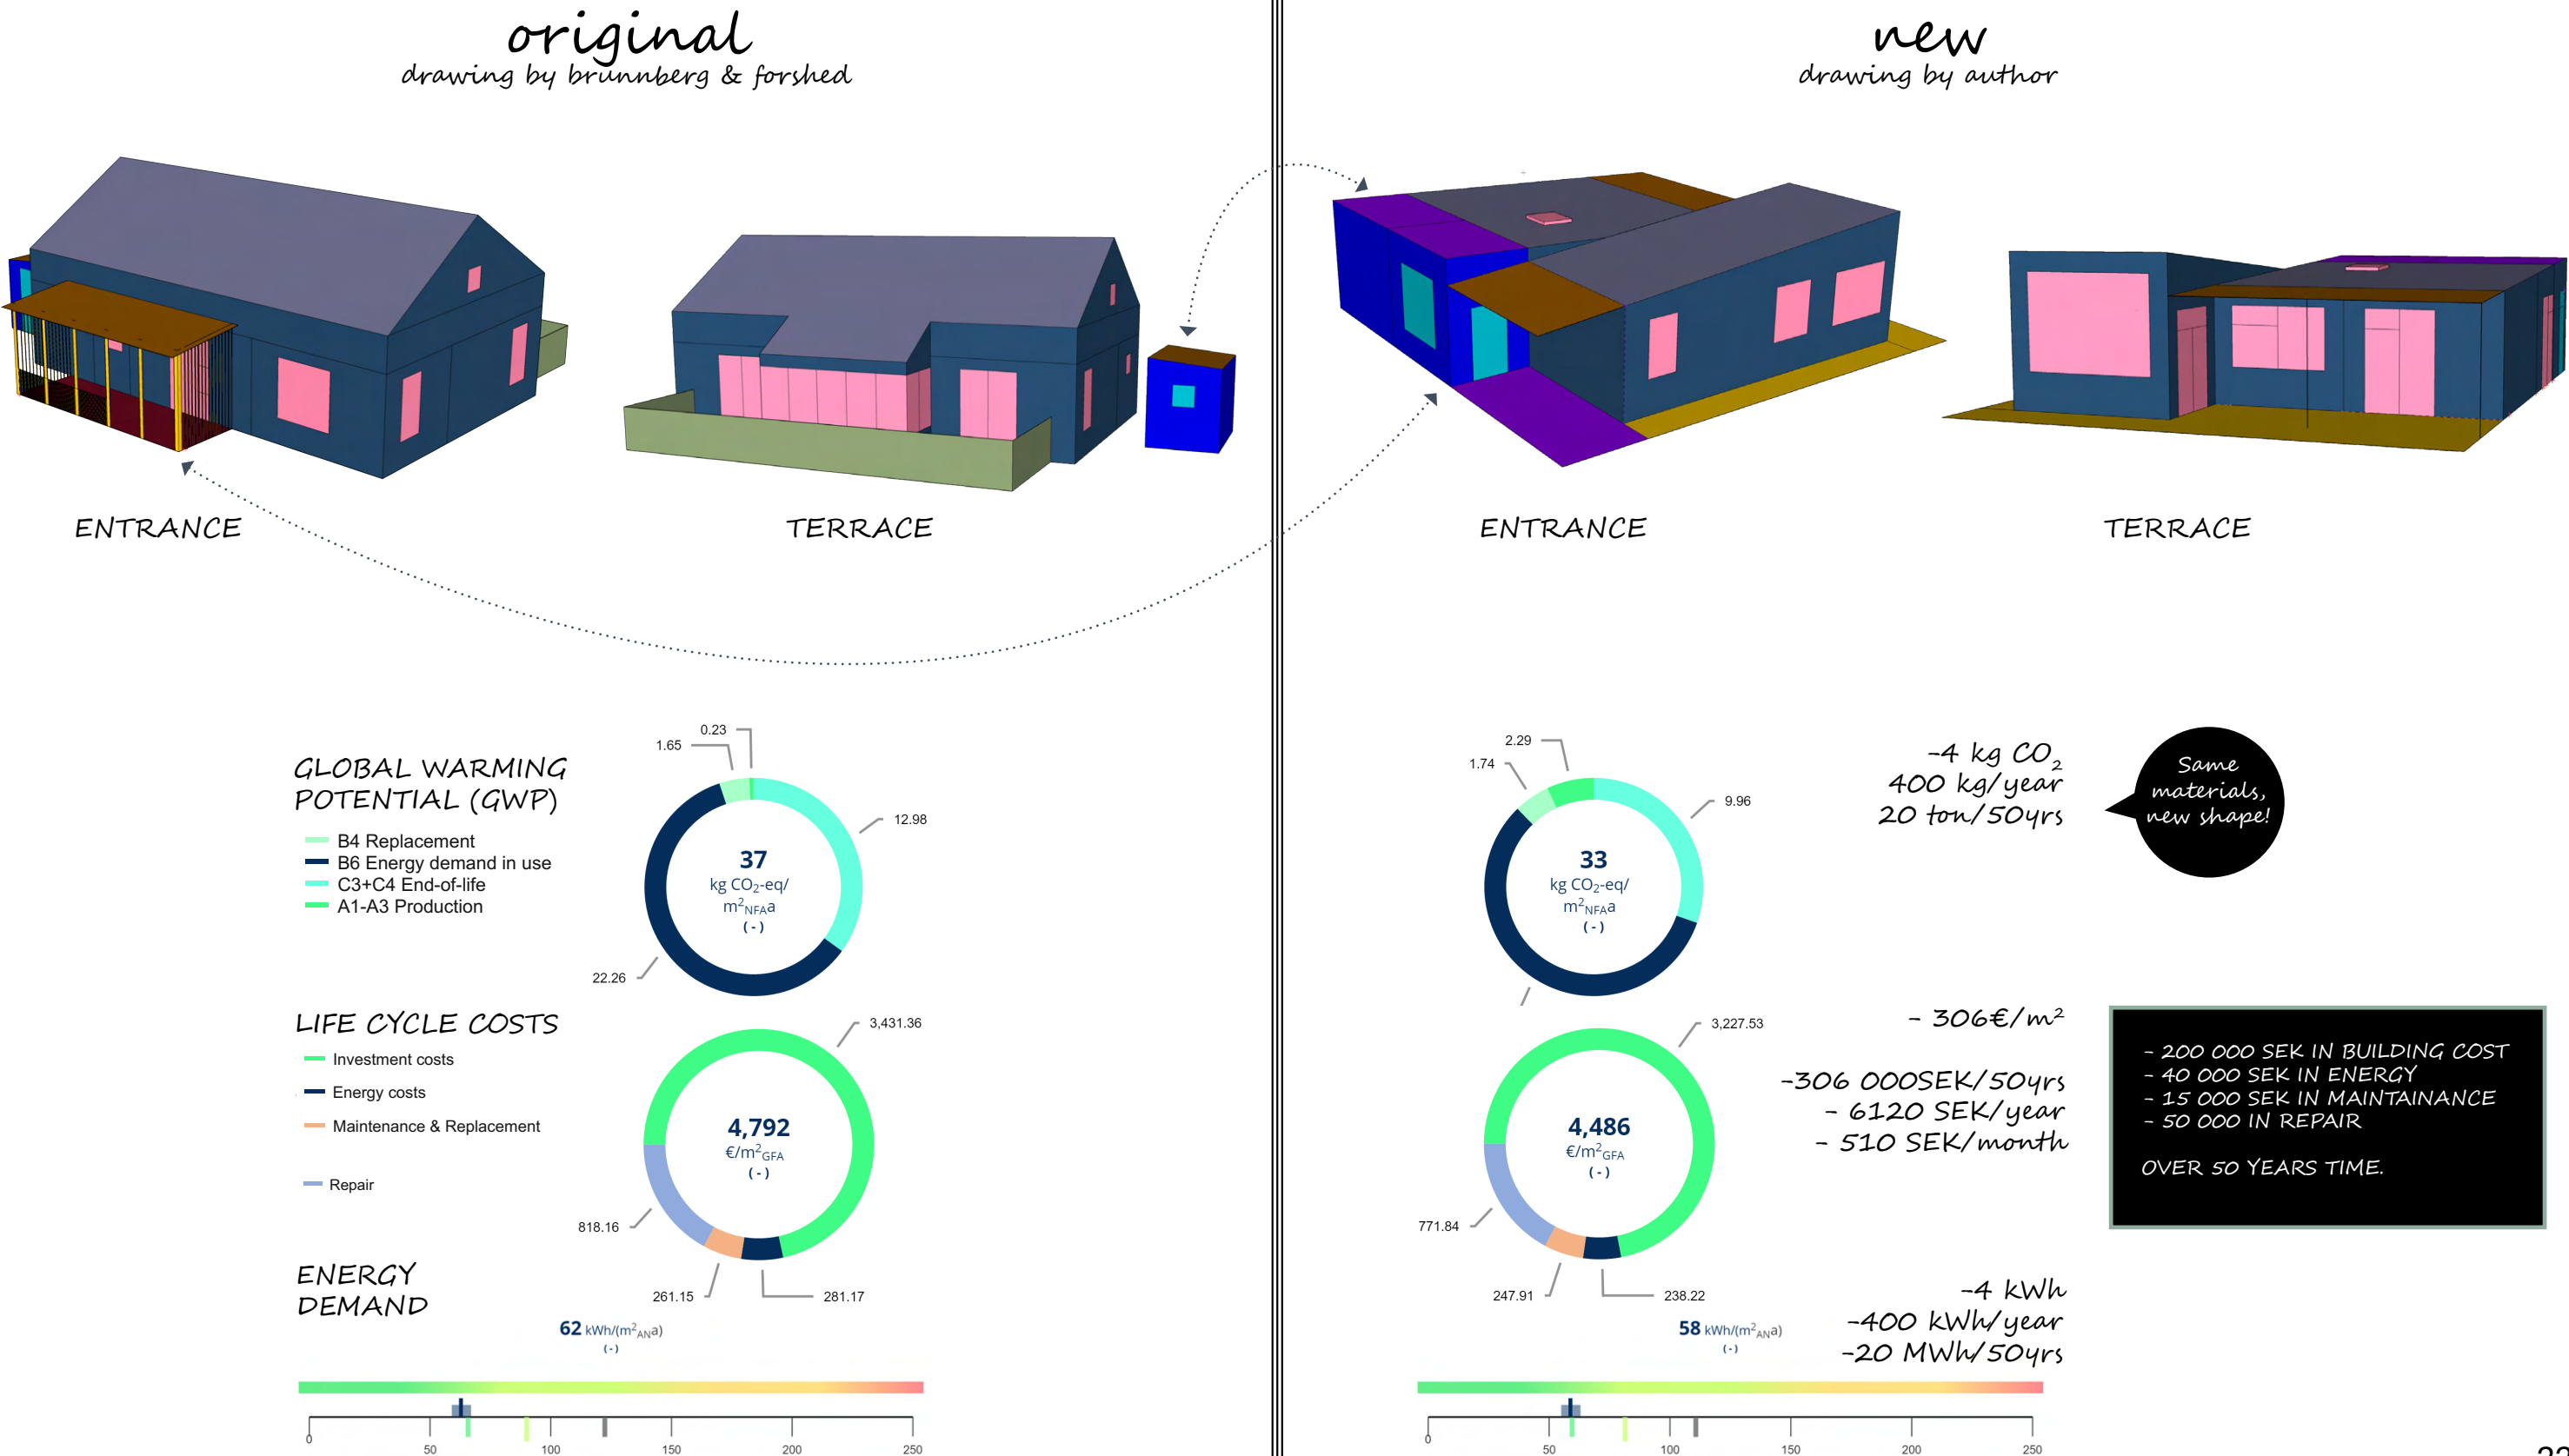 original
drawing by brunnberg & forshed
ENTRANCE
TERRACE
new
drawing by author
ENTRANCE
TERRACE
GLOBAL WARMING
POTENTIAL (GWP)
B4 Replacement
B6 Energy demand in use
C3+C4 End-of-life
A1-A3 Production
0.23
1.65
12.98
22.26
37
kg CO₂-eq/
m²NFAa
(-)
LIFE CYCLE COSTS
Investment costs
Energy costs
Maintenance & Replacement
Repair
3,431.36
4,792
€/m²GFA
(-)
818.16
261.15
281.17
ENERGY
DEMAND
62 kWh/(m²ANa)
(-)
0 50 100 150 200 250
2.29
1.74
9.96
33
kg CO₂-eq/
m²NFAa
(-)
-4 kg CO₂
400 kg/year
20 ton/50yrs
Same
materials,
new shape!
3,227.53
4,486
€/m²GFA
(-)
771.84
247.91
238.22
- 306€/m²
-306 000SEK/50yrs
- 6120 SEK/year
- 510 SEK/month
- 200 000 SEK IN BUILDING COST
- 40 000 SEK IN ENERGY
- 15 000 SEK IN MAINTAINANCE
- 50 000 IN REPAIR
OVER 50 YEARS TIME.
58 kWh/(m²ANa)
(-)
-4 kWh
-400 kWh/year
-20 MWh/50yrs
0 50 100 150 200 250